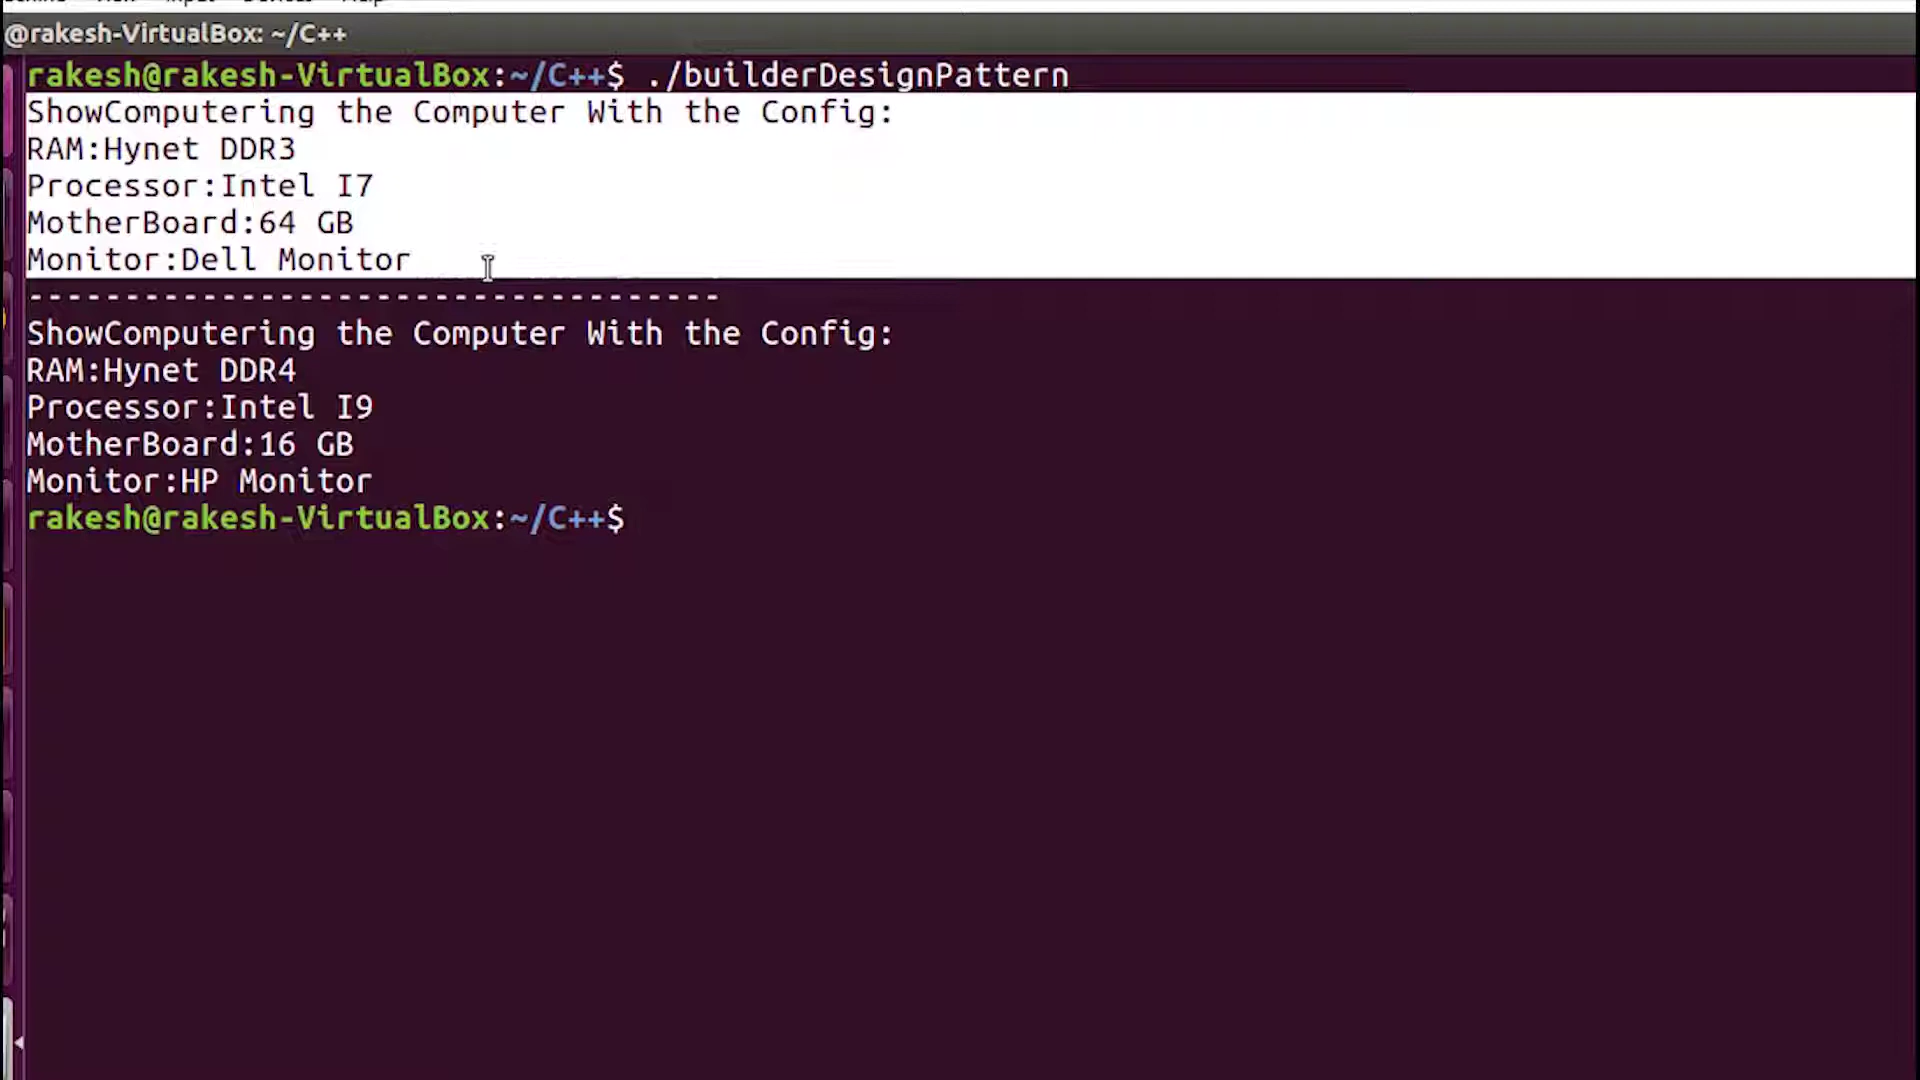 @rakesh-VirtualBox: ~/C++
rakesh@rakesh-VirtualBox:~/C++$ ./builderDesignPattern
ShowComputering the Computer With the Config:
RAM:Hynet DDR3
Processor:Intel I7
MotherBoard:64 GB
Monitor:Dell Monitor
------------------------------------
ShowComputering the Computer With the Config:
RAM:Hynet DDR4
Processor:Intel I9
MotherBoard:16 GB
Monitor:HP Monitor
rakesh@rakesh-VirtualBox:~/C++$